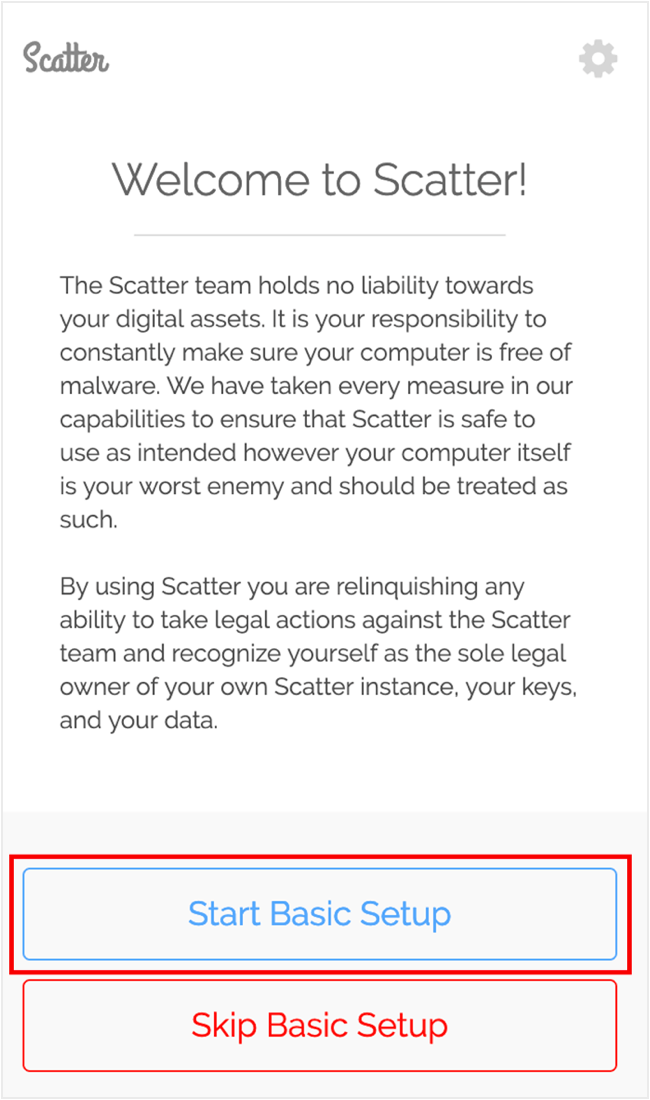 Scatter
Welcome to Scatter!
The Scatter team holds no liability towards
your digital assets. It is your responsibility to
constantly make sure your computer is free of
malware. We have taken every measure in our
capabilities to ensure that Scatter is safe to
use as intended however your computer itself
is your worst enemy and should be treated as
such.
By using Scatter you are relinquishing any
ability to take legal actions against the Scatter
team and recognize yourself as the sole legal
owner of your own Scatter instance, your keys,
and your data.
Start Basic Setup
Skip Basic Setup